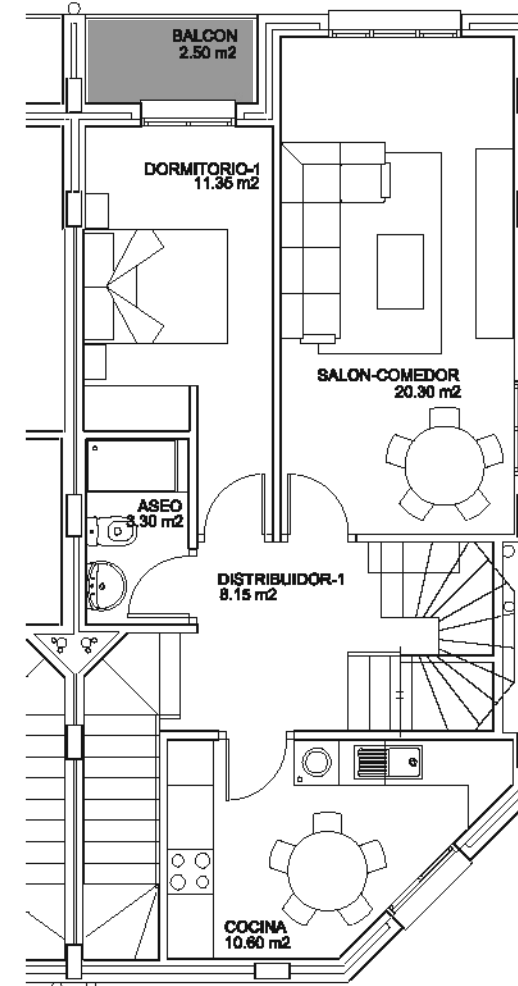 BALCON
2.50 m2
DORMITORIO-1
11.35 m2
SALON-COMEDOR
20.30 m2
ASEO
3.30 m2
DISTRIBUIDOR-1
8.15 m2
COCINA
10.60 m2